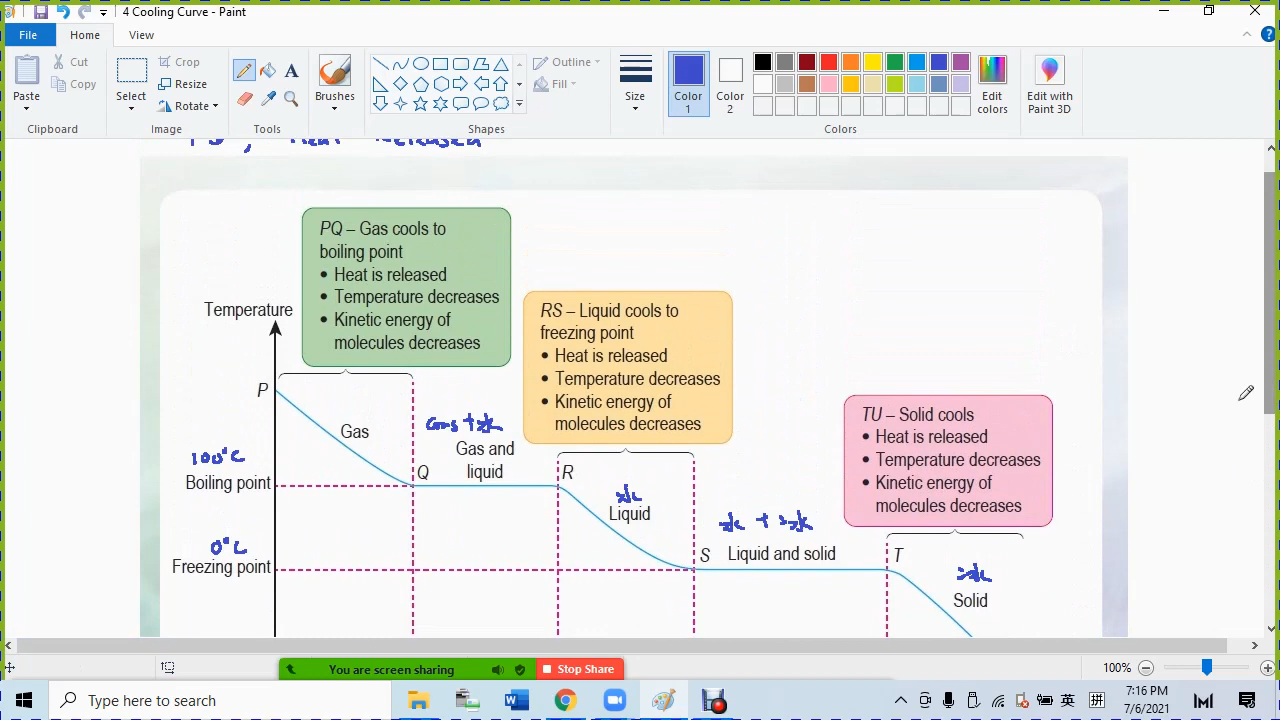 4 Cooling Curve - Paint
File
Home
View
Paste
Cut
Copy
Clipboard
Select
Crop
Resize
Rotate
Image
Tools
Brushes
Shapes
Outline
Fill
Size
Color
1
Color
2
Edit
colors
Colors
Edit with
Paint 3D
PQ – Gas cools to
boiling point
• Heat is released
• Temperature decreases
• Kinetic energy of
molecules decreases
RS – Liquid cools to
freezing point
• Heat is released
• Temperature decreases
• Kinetic energy of
molecules decreases
TU – Solid cools
• Heat is released
• Temperature decreases
• Kinetic energy of
molecules decreases
Temperature
P
Gas
100°C
Boiling point
Q
Gas and
liquid
R
Liquid
0°C
Freezing point
S
Liquid and solid
T
Solid
You are screen sharing
Stop Share
100%
Type here to search
W
英
拼
7:16 PM
7/6/2021